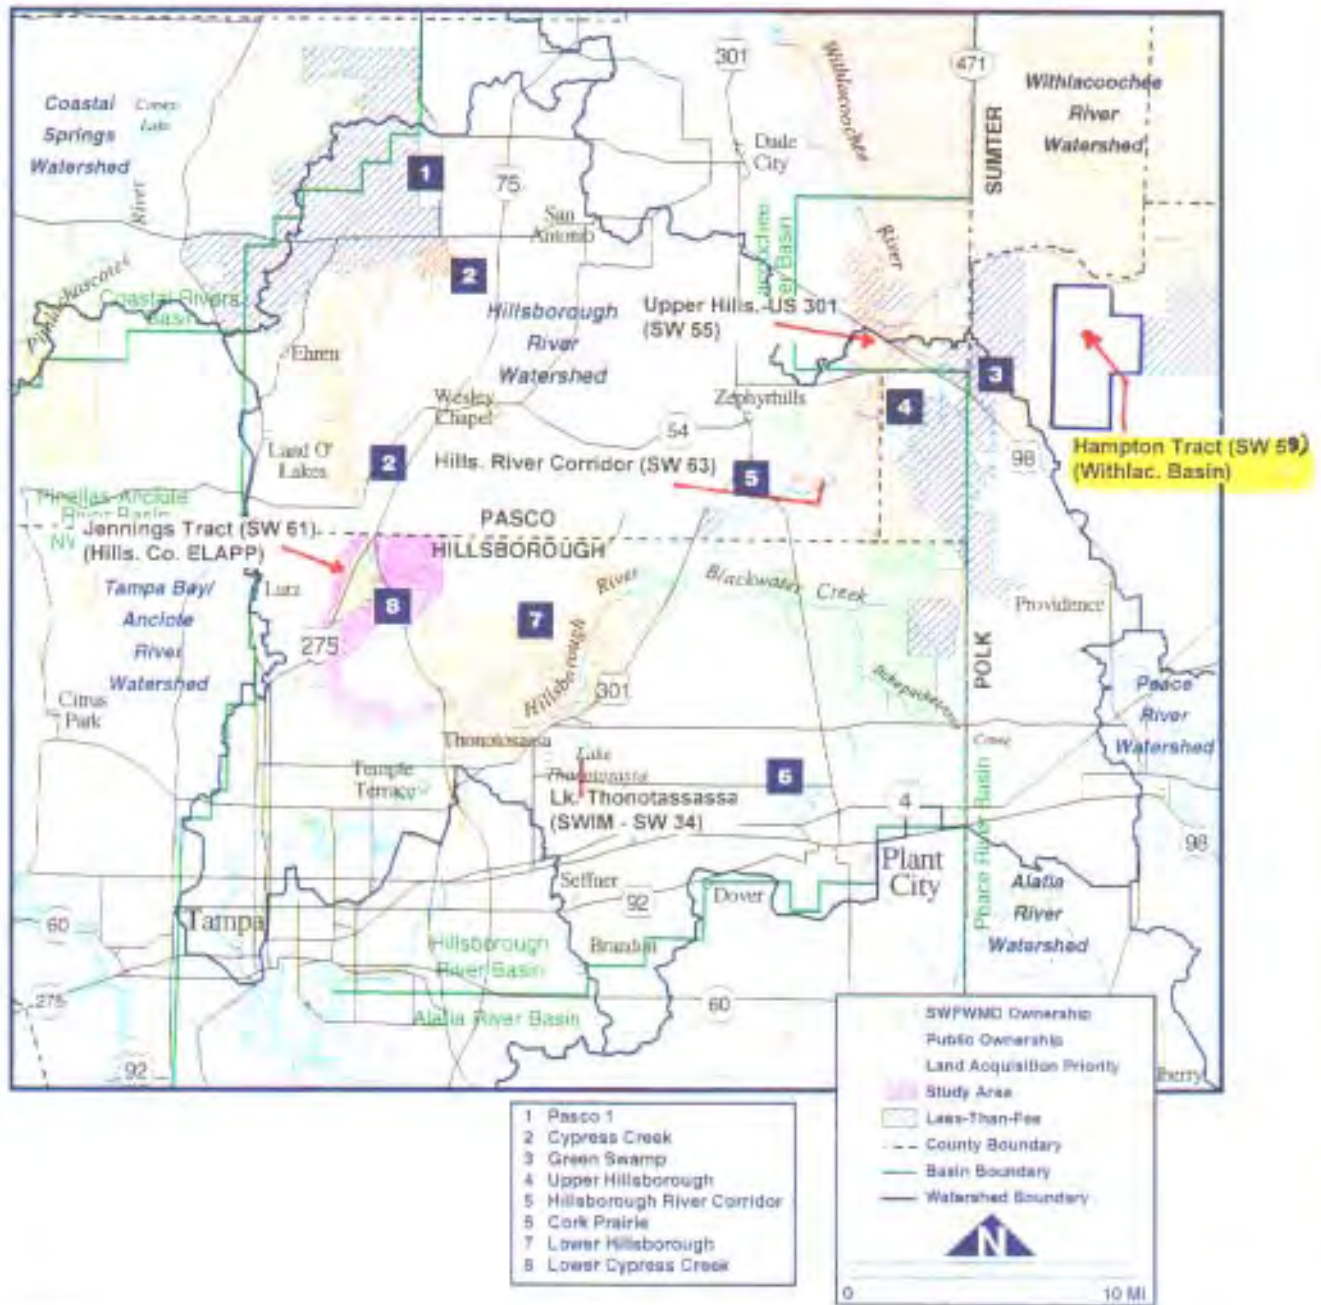 Coastal
Springs
Watershed
River
Withlacoochee
River
301
471
SUMTER
Withlacoochee
River
Watershed
Dade
City
75
San
Antonio
1
2
Coastal Rivers
Basin
Hillsborough
River
Watershed
Upper Hills.-US 301
(SW 55)
Ehren
Wesley
Chapel
Zephyrhills
3
4
54
98
Hampton Tract (SW 59)
(Withlac. Basin)
Land O'
Lakes
2
Hills. River Corridor (SW 63)
5
Pinellas-Anclote
River Basin
PASCO
HILLSBOROUGH
Jennings Tract (SW 61)
(Hills. Co. ELAPP)
Tampa Bay/
Anclote
River
Watershed
Lutz
8
7
River
Hillsborough
Blackwater Creek
Providence
275
301
POLK
Peace
River
Watershed
Citrus
Park
Thonotosassa
Temple
Terrace
Lake
Thonotosassa
6
Lk. Thonotassassa
(SWIM - SW 34)
4
Peace River Basin
98
Plant
City
Seffner
92
Dover
Alafia
River
Watershed
Tampa
60
Hillsborough
River Basin
Brandon
275
Alafia River Basin
60
92
SWFWMD Ownership
Public Ownership
Land Acquisition Priority
Study Area
Less-Than-Fee
County Boundary
Basin Boundary
Watershed Boundary
N
0 10 Mi
berry
1 Pasco 1
2 Cypress Creek
3 Green Swamp
4 Upper Hillsborough
5 Hillsborough River Corridor
6 Cork Prairie
7 Lower Hillsborough
8 Lower Cypress Creek